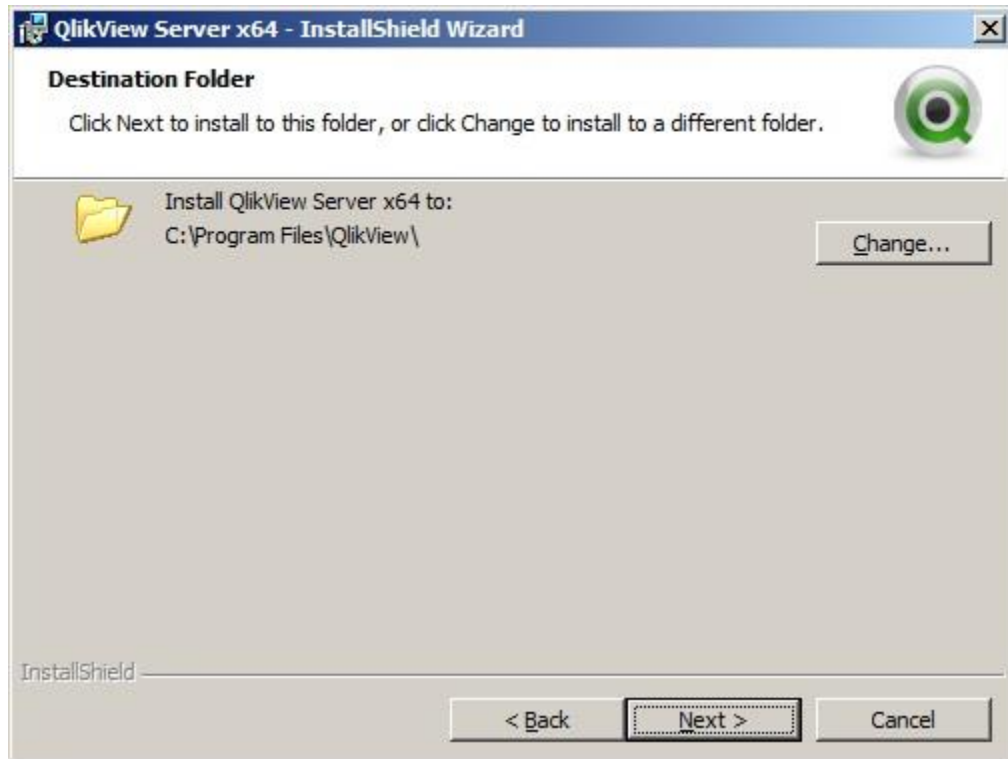 QlikView Server x64 - InstallShield Wizard
Destination Folder
Click Next to install to this folder, or click Change to install to a different folder.
Install QlikView Server x64 to:
C:\Program Files\QlikView\
Change...
InstallShield
< Back
Next >
Cancel